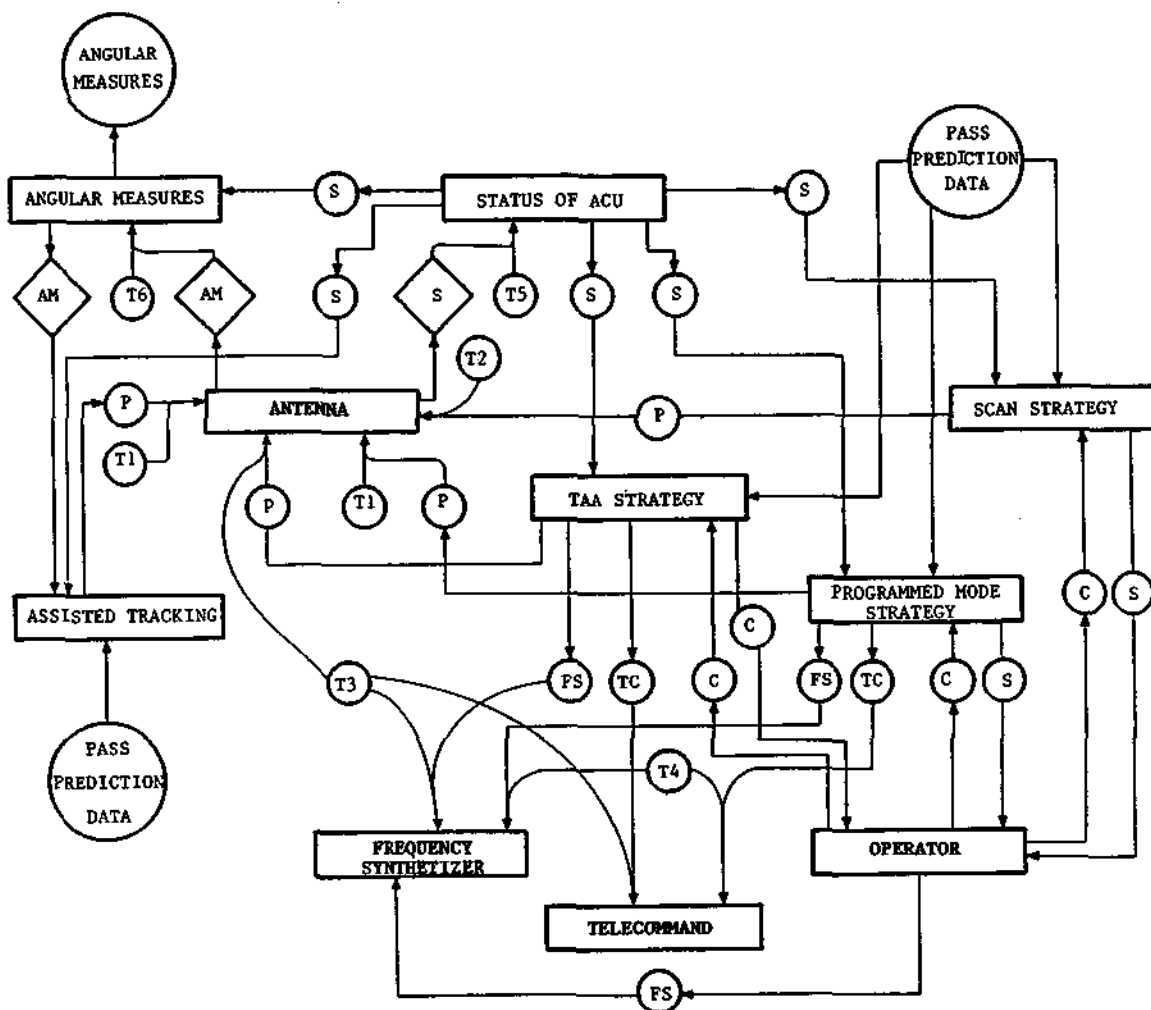 ANGULAR
MEASURES
PASS
PREDICTION
DATA
ANGULAR MEASURES
S
STATUS OF ACU
S
AM
T6
AM
S
S
T5
S
S
T2
P
ANTENNA
P
SCAN STRATEGY
T1
P
T1
P
TAA STRATEGY
ASSISTED TRACKING
PROGRAMMED MODE
STRATEGY
C
S
C
T3
FS
TC
C
FS
TC
C
S
PASS
PREDICTION
DATA
T4
FREQUENCY
SYNTHETIZER
OPERATOR
TELECOMMAND
FS